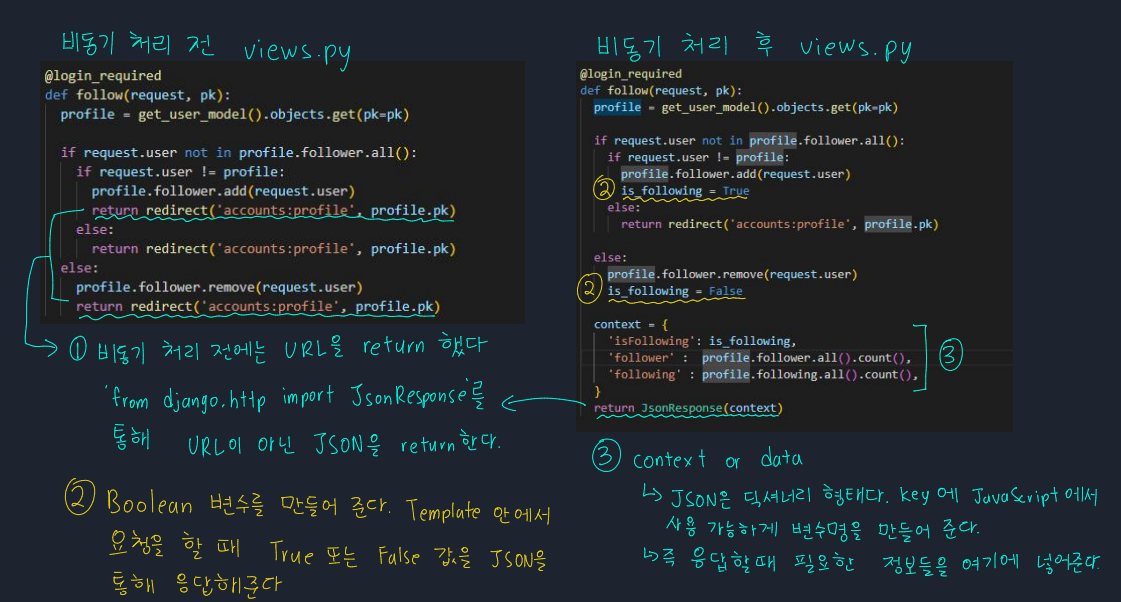 비동기 처리 전 views.py
@login_required
def follow(request, pk):
profile = get_user_model().objects.get(pk=pk)
if request.user not in profile.follower.all():
if request.user != profile:
profile.follower.add(request.user)
return redirect('accounts:profile', profile.pk)
else:
return redirect('accounts:profile', profile.pk)
else:
profile.follower.remove(request.user)
return redirect('accounts:profile', profile.pk)
① 비동기 처리 전에는 URL을 return 했다
'from django.http import JsonResponse'를
통해 URL이 아닌 JSON을 return한다.
② Boolean 변수를 만들어 준다. Template 안에서
요청을 할 때 True 또는 False 값을 JSON을
통해 응답해준다
비동기 처리 후 views.py
@login_required
def follow(request, pk):
profile = get_user_model().objects.get(pk=pk)
if request.user not in profile.follower.all():
if request.user != profile:
profile.follower.add(request.user)
② is_following = True
else:
return redirect('accounts:profile', profile.pk)
else:
profile.follower.remove(request.user)
② is_following = False
context = {
'isFollowing': is_following,
'follower' : profile.follower.all().count(),
③
'following' : profile.following.all().count(),
}
return JsonResponse(context)
③ context or data
↳ JSON은 딕셔너리 형태다. key에 JavaScript에서
사용 가능하게 변수명을 만들어 준다.
↳즉 응답할때 필요한 정보들을 여기에 넣어준다.